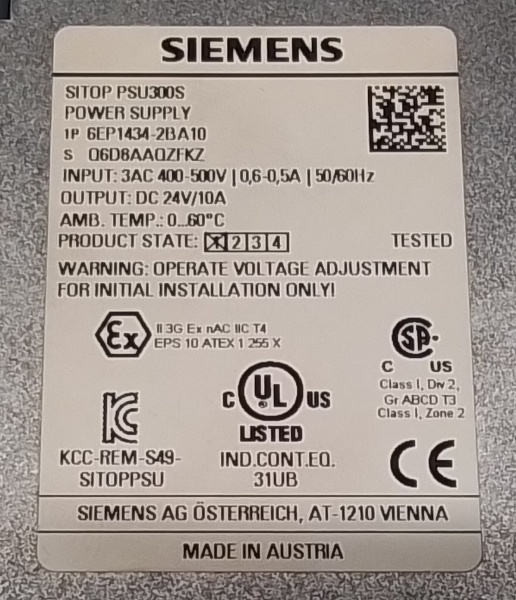 SIEMENS
SITOP PSU300S
POWER SUPPLY
1P 6EP1434-2BA10
S Q6D8AAQZFKZ
INPUT: 3AC 400-500V | 0,6-0,5A | 50/60Hz
OUTPUT: DC 24V/10A
AMB. TEMP.: 0...60°C
PRODUCT STATE: X 2 3 4 TESTED
WARNING: OPERATE VOLTAGE ADJUSTMENT
FOR INITIAL INSTALLATION ONLY!
Ex II 3G Ex nAC IIC T4
EPS 10 ATEX 1 255 X
SP
C US
Class I, Div 2,
Gr ABCD T3
Class I, Zone 2
C UL US
LISTED
IND.CONT.EQ.
31UB
KCC-REM-S49-
SITOPPSU
CE
SIEMENS AG ÖSTERREICH, AT-1210 VIENNA
MADE IN AUSTRIA